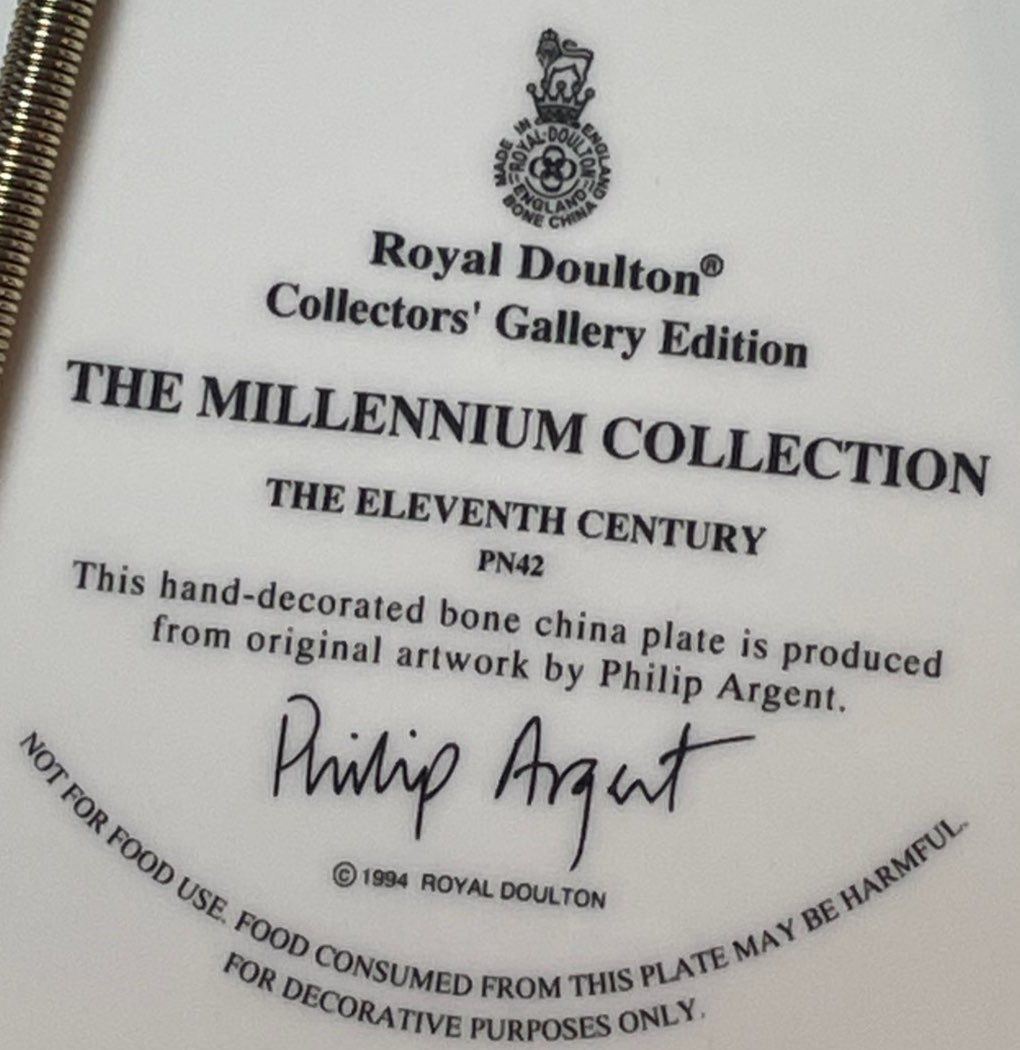 MADE IN ENGLAND
ROYAL·DOULTON
ENGLAND
BONE CHINA
Royal Doulton®
Collectors' Gallery Edition
THE MILLENNIUM COLLECTION
THE ELEVENTH CENTURY
PN42
This hand-decorated bone china plate is produced
from original artwork by Philip Argent.
Philip Argent
© 1994 ROYAL DOULTON
NOT FOR FOOD USE. FOOD CONSUMED FROM THIS PLATE MAY BE HARMFUL.
FOR DECORATIVE PURPOSES ONLY.